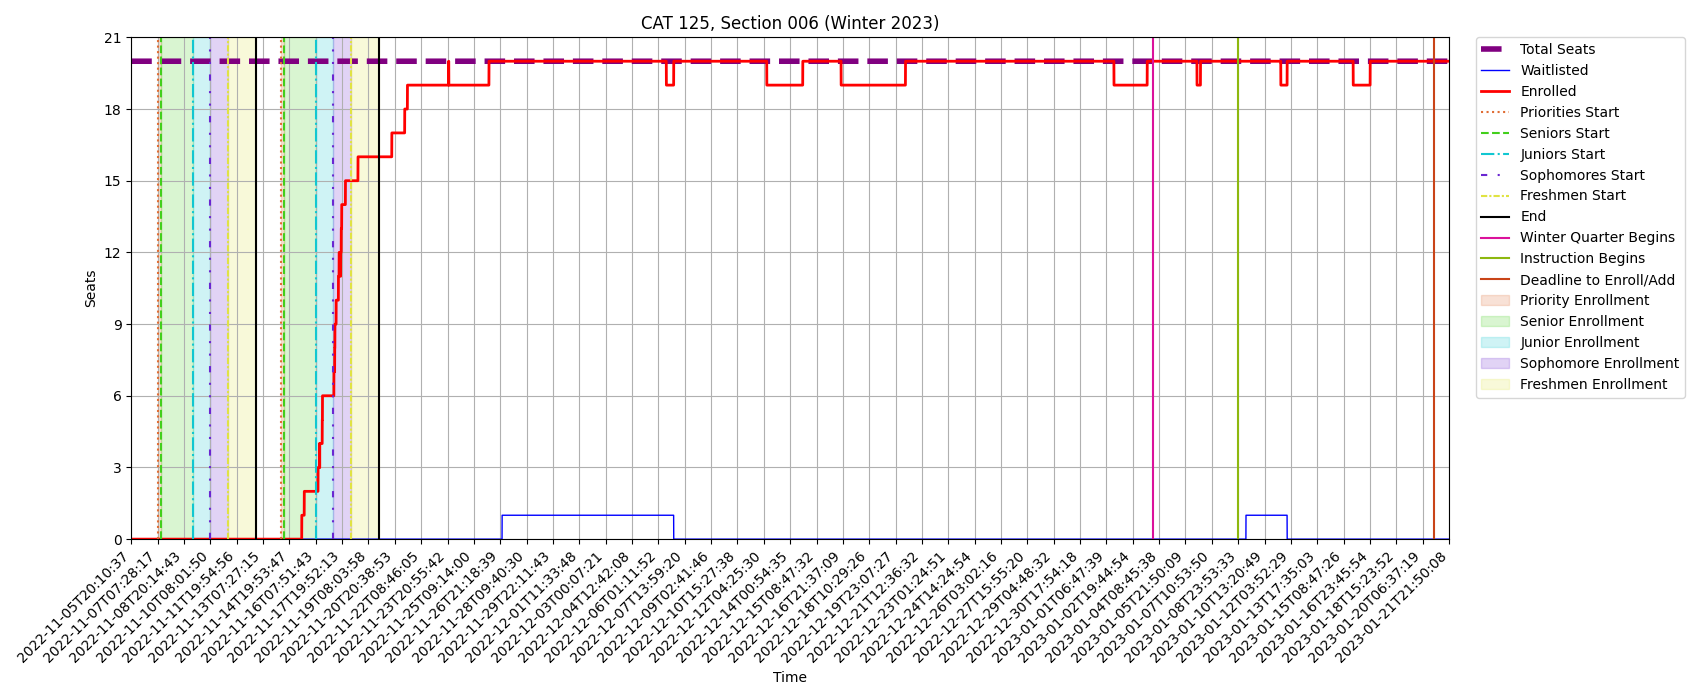 CAT 125, Section 006 (Winter 2023)
Seats
21
18
15
12
9
6
3
0
2022-11-05T20:10:37
2022-11-07T07:28:17
2022-11-08T20:14:43
2022-11-10T08:01:50
2022-11-11T19:54:56
2022-11-13T07:27:15
2022-11-14T19:53:47
2022-11-16T07:51:43
2022-11-17T19:52:13
2022-11-19T08:03:58
2022-11-20T20:38:53
2022-11-22T08:46:05
2022-11-23T20:55:42
2022-11-25T09:14:00
2022-11-26T21:18:39
2022-11-28T09:40:30
2022-11-29T22:11:43
2022-12-01T11:33:48
2022-12-03T00:07:21
2022-12-04T12:42:08
2022-12-06T01:11:52
2022-12-07T13:59:20
2022-12-09T02:41:46
2022-12-10T15:27:38
2022-12-12T04:25:30
2022-12-14T00:54:35
2022-12-15T08:47:32
2022-12-16T21:37:09
2022-12-18T10:29:26
2022-12-19T23:07:27
2022-12-21T12:36:32
2022-12-23T01:24:51
2022-12-24T14:24:54
2022-12-26T03:02:16
2022-12-27T15:55:20
2022-12-29T04:48:32
2022-12-30T17:54:18
2023-01-01T06:47:39
2023-01-02T19:44:54
2023-01-04T08:45:38
2023-01-05T21:50:09
2023-01-07T10:53:50
2023-01-08T23:53:33
2023-01-10T13:20:49
2023-01-12T03:52:29
2023-01-13T17:35:03
2023-01-15T08:47:26
2023-01-16T23:45:54
2023-01-18T15:23:52
2023-01-20T06:37:19
2023-01-21T21:50:08
Time
Total Seats
Waitlisted
Enrolled
Priorities Start
Seniors Start
Juniors Start
Sophomores Start
Freshmen Start
End
Winter Quarter Begins
Instruction Begins
Deadline to Enroll/Add
Priority Enrollment
Senior Enrollment
Junior Enrollment
Sophomore Enrollment
Freshmen Enrollment